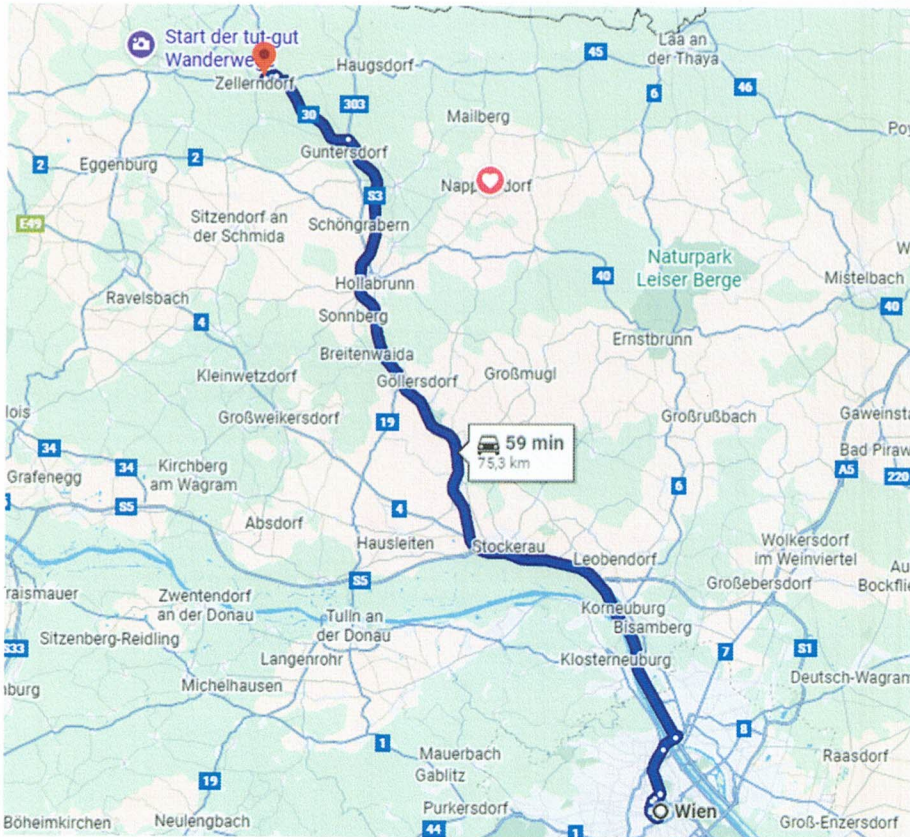 Start der tut-gut
Wanderwe
Zellerndorf
Haugsdorf
45
Laa an
der Thaya
6
46
303
30
Mailberg
Guntersdorf
2
Eggenburg
2
E49
S3
Sitzendorf an
der Schmida
Schöngrabern
Naturpark
Leiser Berge
Hollabrunn
40
Mistelbach
40
Ravelsbach
4
Sonnberg
Ernstbrunn
Breitenwaida
Kleinwetzdorf
Göllersdorf
Großmugl
Großweikersdorf
19
Großrußbach
59 min
75,3 km
34
34
Grafenegg
Kirchberg
am Wagram
A5
220
6
S5
4
Absdorf
Hausleiten
Stockerau
Leobendorf
Wolkersdorf
im Weinviertel
S5
Großebersdorf
Zwentendorf
an der Donau
Tulln an
der Donau
Korneuburg
Bisamberg
S33
Sitzenberg-Reidling
Langenrohr
Klosterneuburg
7
S1
Michelhausen
Deutsch-Wagram
8
1
Mauerbach
Gablitz
Raasdorf
19
Purkersdorf
Wien
Böheimkirchen
Neulengbach
44
1
Groß-Enzersdorf